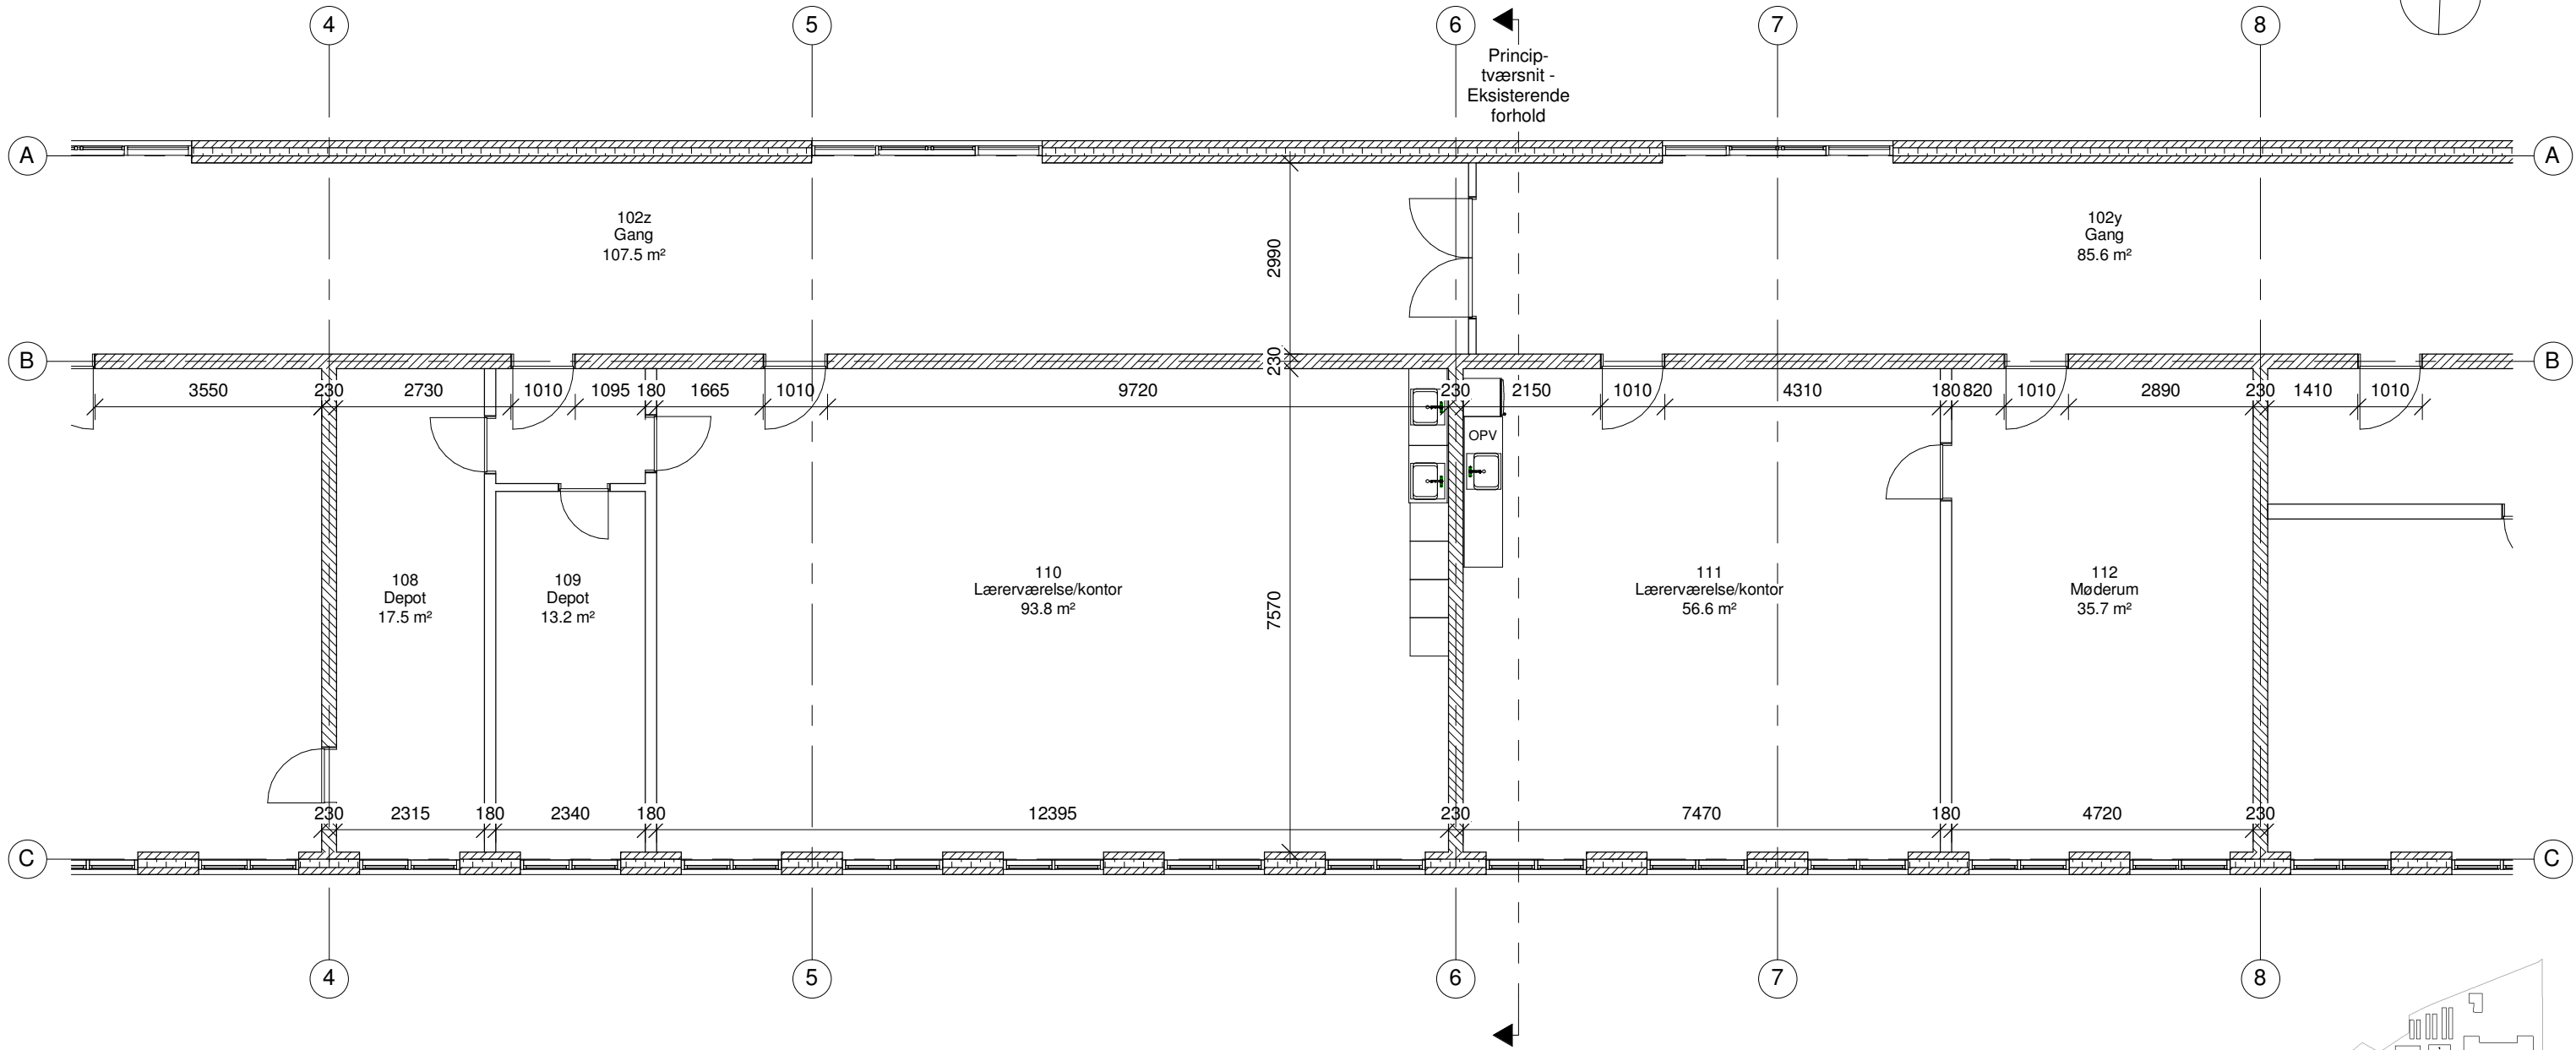 4
5
6
7
8
Princip-
tværsnit -
Eksisterende
forhold
A
A
102z
Gang
107.5 m²
2990
102y
Gang
85.6 m²
B
230
B
3550
230
2730
1010
1095
180
1665
1010
9720
230
2150
1010
4310
180
820
1010
2890
230
1410
1010
OPV
108
Depot
17.5 m²
109
Depot
13.2 m²
110
Lærerværelse/kontor
93.8 m²
7570
111
Lærerværelse/kontor
56.6 m²
112
Møderum
35.7 m²
230
2315
180
2340
180
12395
230
7470
180
4720
230
C
C
4
5
6
7
8